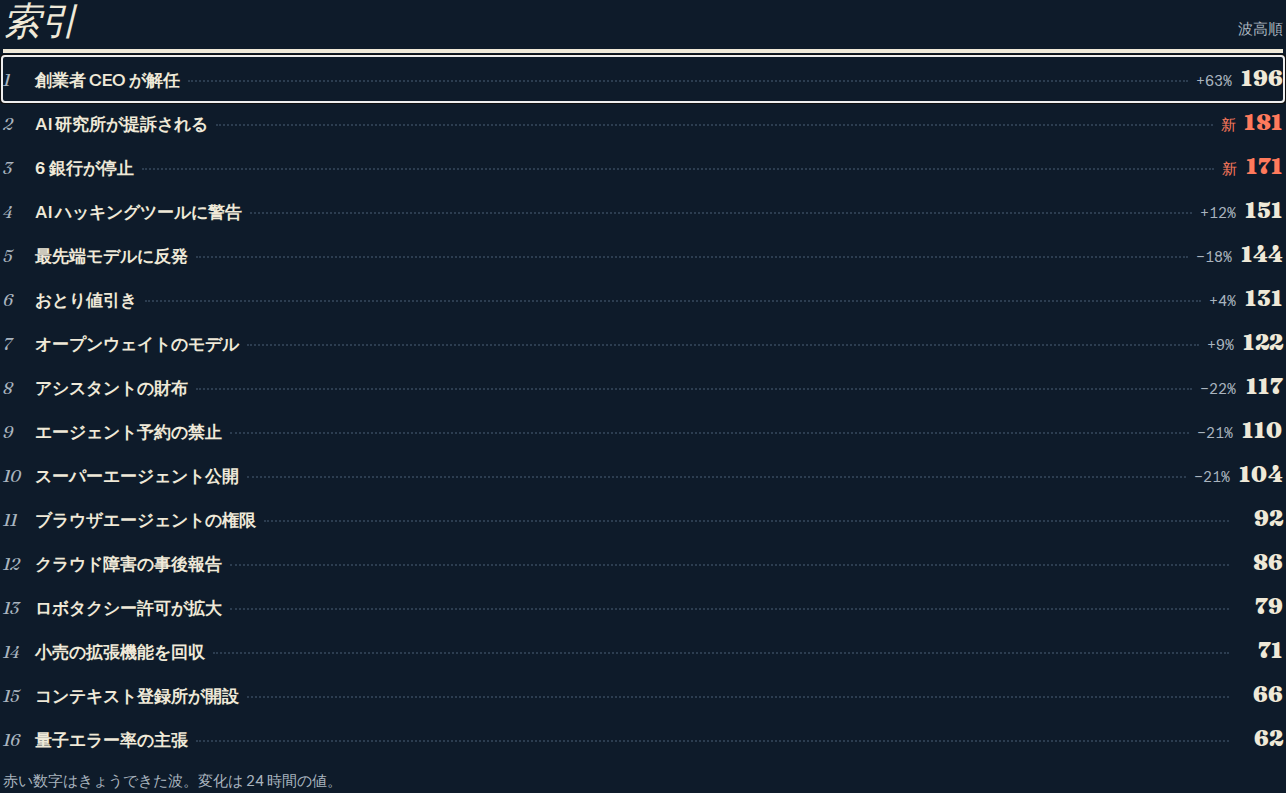 索引
波高順
1 創業者 CEO が解任 +63% 196
2 AI 研究所が提訴される 新 181
3 6 銀行が停止 新 171
4 AI ハッキングツールに警告 +12% 151
5 最先端モデルに反発 −18% 144
6 おとり値引き +4% 131
7 オープンウェイトのモデル +9% 122
8 アシスタントの財布 −22% 117
9 エージェント予約の禁止 −21% 110
10 スーパーエージェント公開 −21% 104
11 ブラウザエージェントの権限 92
12 クラウド障害の事後報告 86
13 ロボタクシー許可が拡大 79
14 小売の拡張機能を回収 71
15 コンテキスト登録所が開設 66
16 量子エラー率の主張 62
赤い数字はきょうできた波。変化は 24 時間の値。